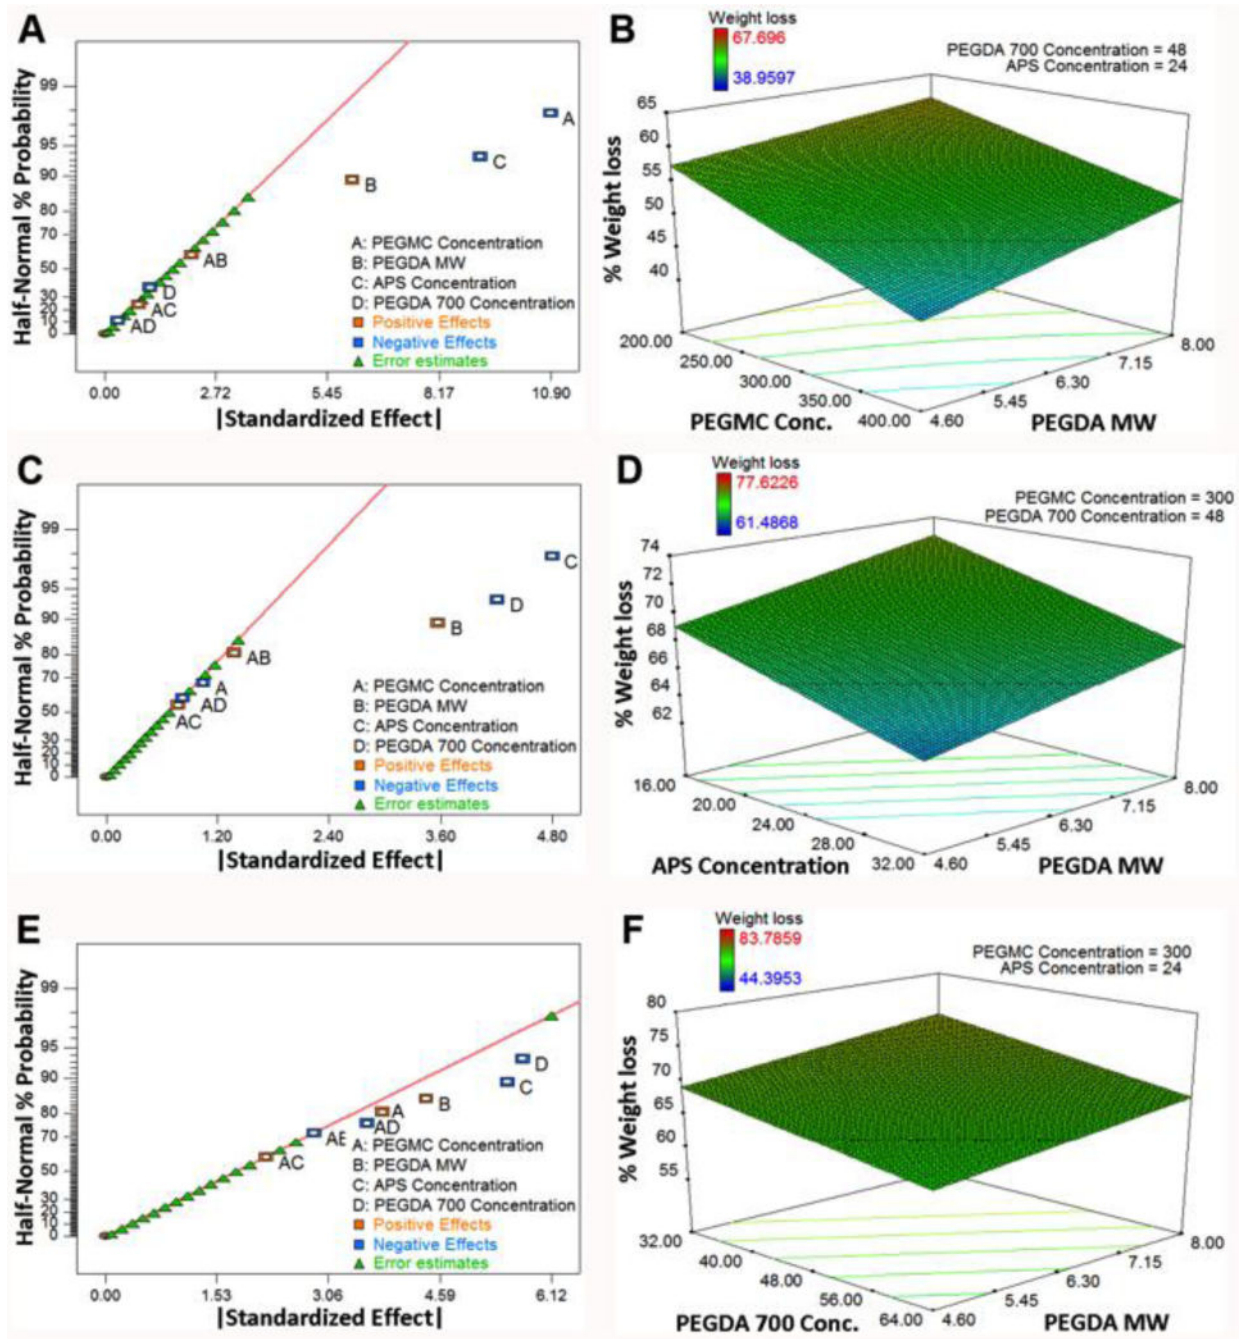 A
Half-Normal % Probability
99
95
90
80
70
50
30
20
10
0
A
C
B
AB
D
AC
AD
A: PEGMC Concentration
B: PEGDA MW
C: APS Concentration
D: PEGDA 700 Concentration
Positive Effects
Negative Effects
Error estimates
0.00 2.72 5.45 8.17 10.90
|Standardized Effect|
B
Weight loss
67.696
38.9597
PEGDA 700 Concentration = 48
APS Concentration = 24
% Weight loss
65
60
55
50
45
40
200.00 250.00 300.00 350.00 400.00
4.60 5.45 6.30 7.15 8.00
PEGMC Conc.
PEGDA MW
C
Half-Normal % Probability
99
95
90
80
70
50
30
20
10
0
C
D
B
AB
A
AD
AC
A: PEGMC Concentration
B: PEGDA MW
C: APS Concentration
D: PEGDA 700 Concentration
Positive Effects
Negative Effects
Error estimates
0.00 1.20 2.40 3.60 4.80
|Standardized Effect|
D
Weight loss
77.6226
61.4868
PEGMC Concentration = 300
PEGDA 700 Concentration = 48
% Weight loss
74
72
70
68
66
64
62
16.00 20.00 24.00 28.00 32.00
4.60 5.45 6.30 7.15 8.00
APS Concentration
PEGDA MW
E
Half-Normal % Probability
99
95
90
80
70
50
30
20
10
0
D
C
B
A
AD
AC
A: PEGMC Concentration
B: PEGDA MW
C: APS Concentration
D: PEGDA 700 Concentration
Positive Effects
Negative Effects
Error estimates
0.00 1.53 3.06 4.59 6.12
|Standardized Effect|
F
Weight loss
83.7859
44.3953
PEGMC Concentration = 300
APS Concentration = 24
% Weight loss
80
75
70
65
60
55
32.00 40.00 48.00 56.00 64.00
4.60 5.45 6.30 7.15 8.00
PEGDA 700 Conc.
PEGDA MW